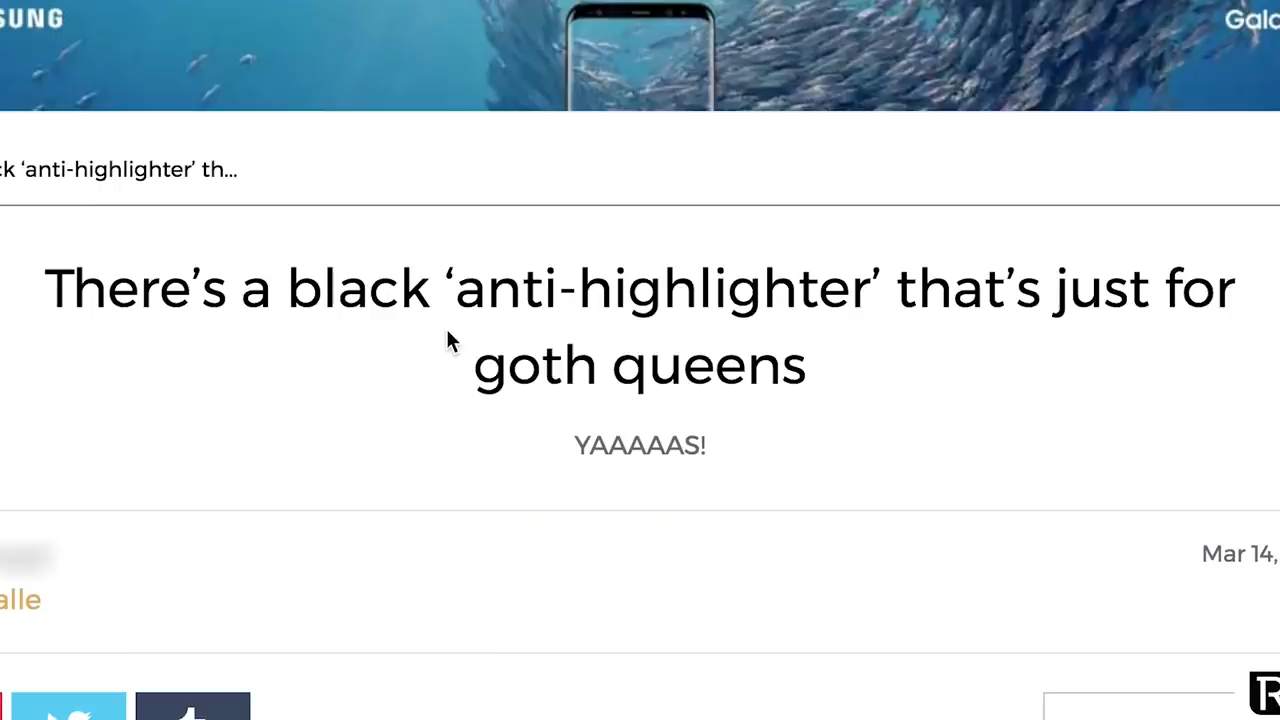 SUNG
Gala
ck ‘anti-highlighter’ th...
There’s a black ‘anti-highlighter’ that’s just for
goth queens
YAAAAAS!
Mar 14,
alle